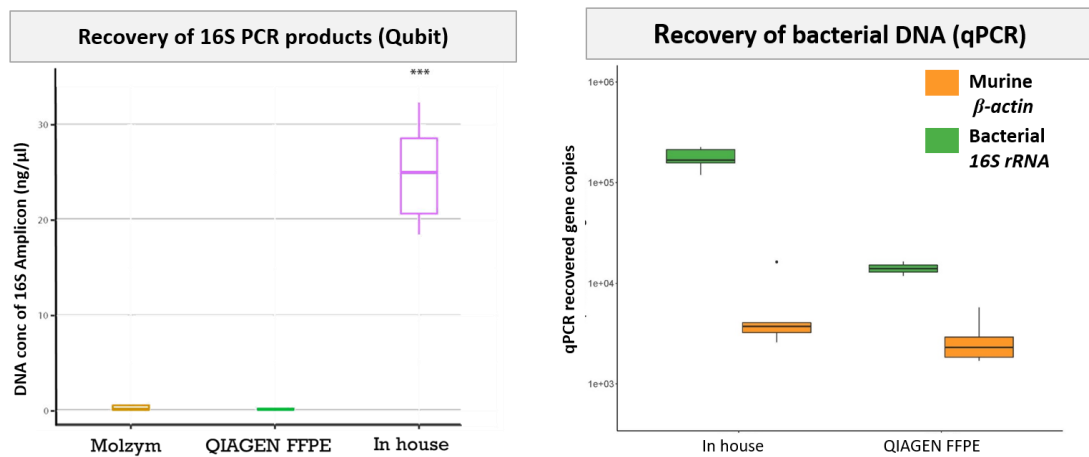 Recovery of 16S PCR products (Qubit)
***
DNA conc of 16S Amplicon (ng/µl)
30
20
10
0
Molzym
QIAGEN FFPE
In house
Recovery of bacterial DNA (qPCR)
Murine
β-actin
Bacterial
16S rRNA
qPCR recovered gene copies
1e+06
1e+05
1e+04
1e+03
In house
QIAGEN FFPE